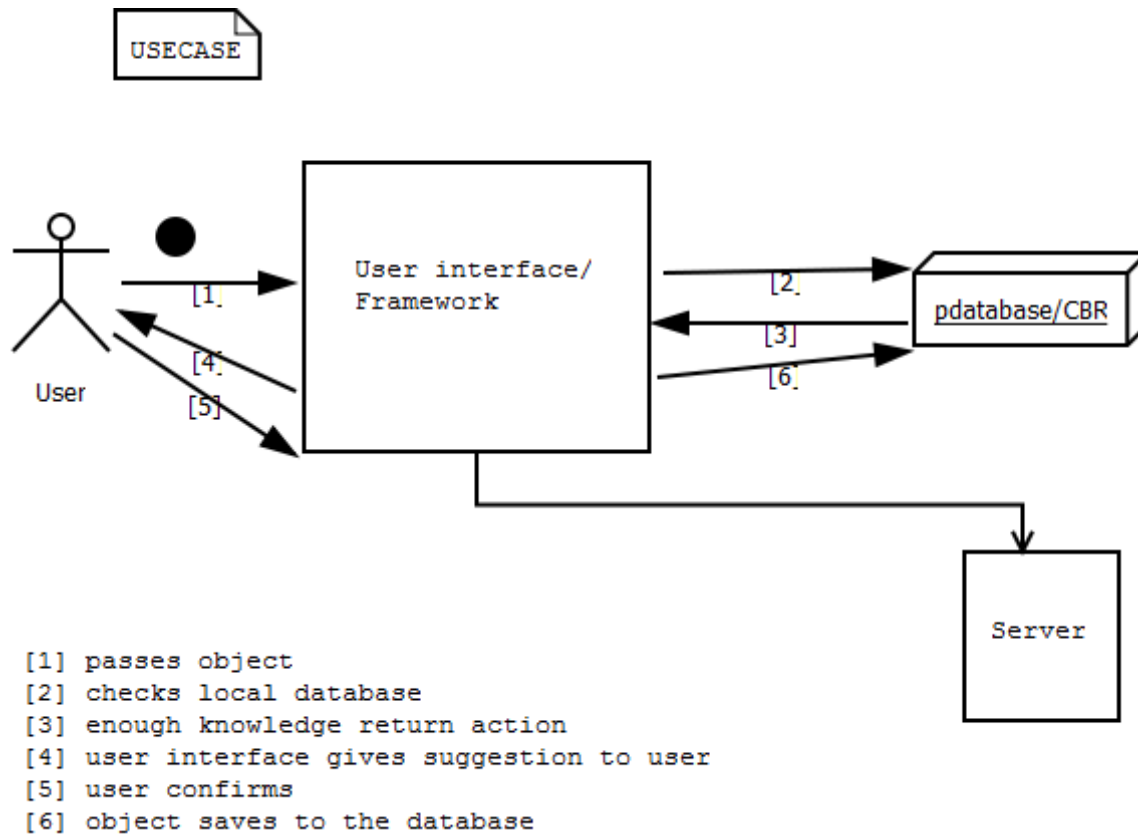 USECASE
User interface/
Framework
[1]
[2]
pdatabase/CBR
[3]
[4]
[6]
User
[5]
Server
[1] passes object
[2] checks local database
[3] enough knowledge return action
[4] user interface gives suggestion to user
[5] user confirms
[6] object saves to the database